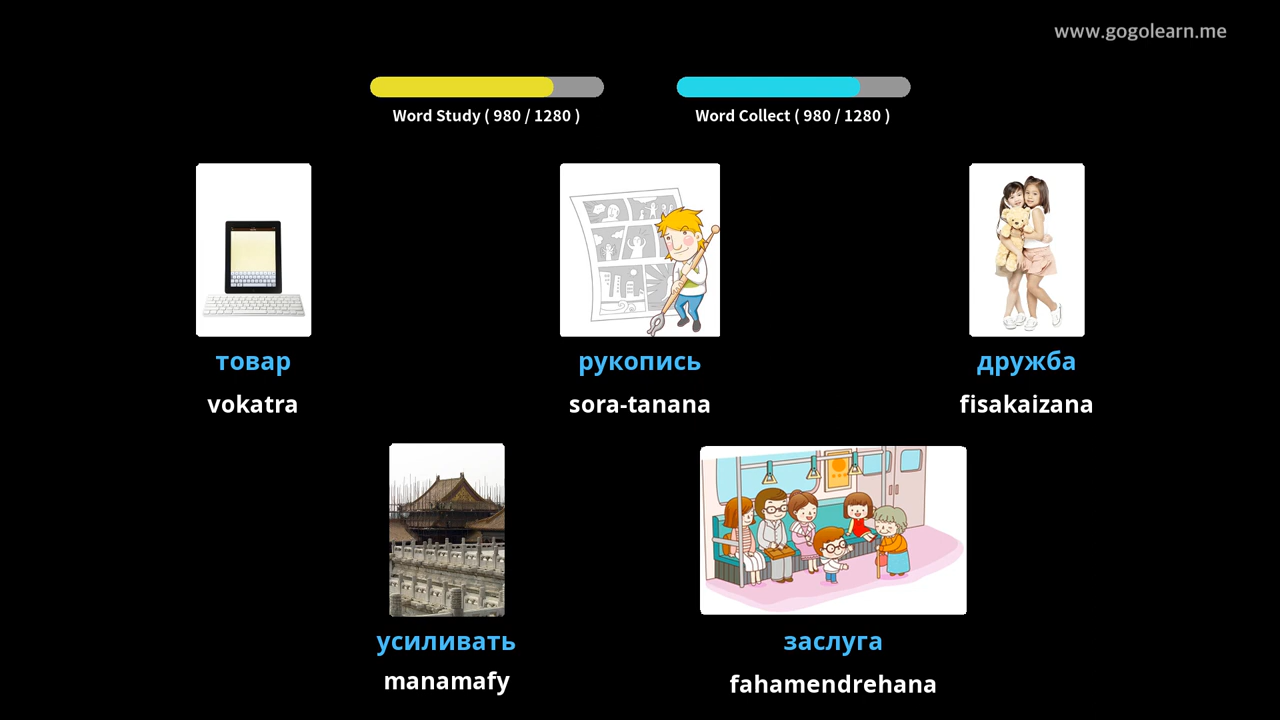 www.gogolearn.me
Word Study ( 980 / 1280 )
Word Collect ( 980 / 1280 )
товар
рукопись
дружба
vokatra
sora-tanana
fisakaizana
усиливать
заслуга
manamafy
fahamendrehana